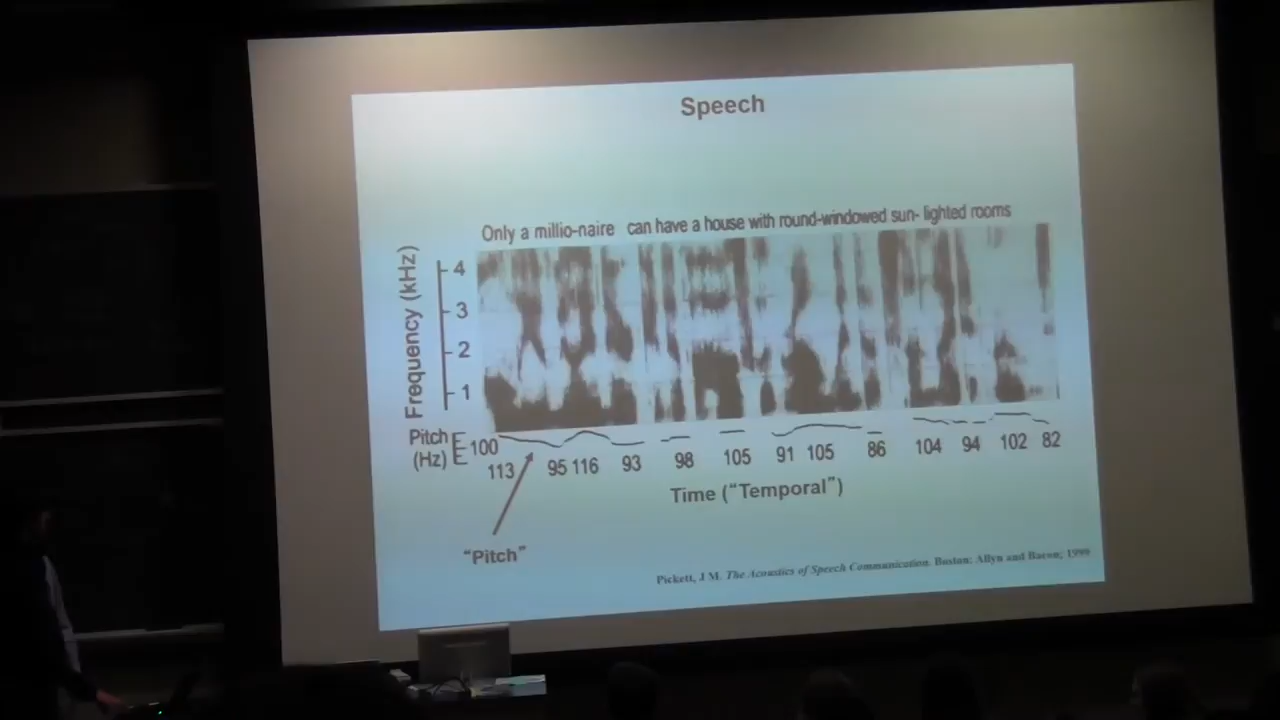 Speech
Only a millio-naire can have a house with round-windowed sun- lighted rooms
Frequency (kHz)
4
3
2
1
Pitch (Hz)
100
113 95 116 93 98 105 91 105 86 104 94 102 82
Time ("Temporal")
"Pitch"
Pickett, J M. The Acoustics of Speech Communication. Boston: Allyn and Bacon; 1999